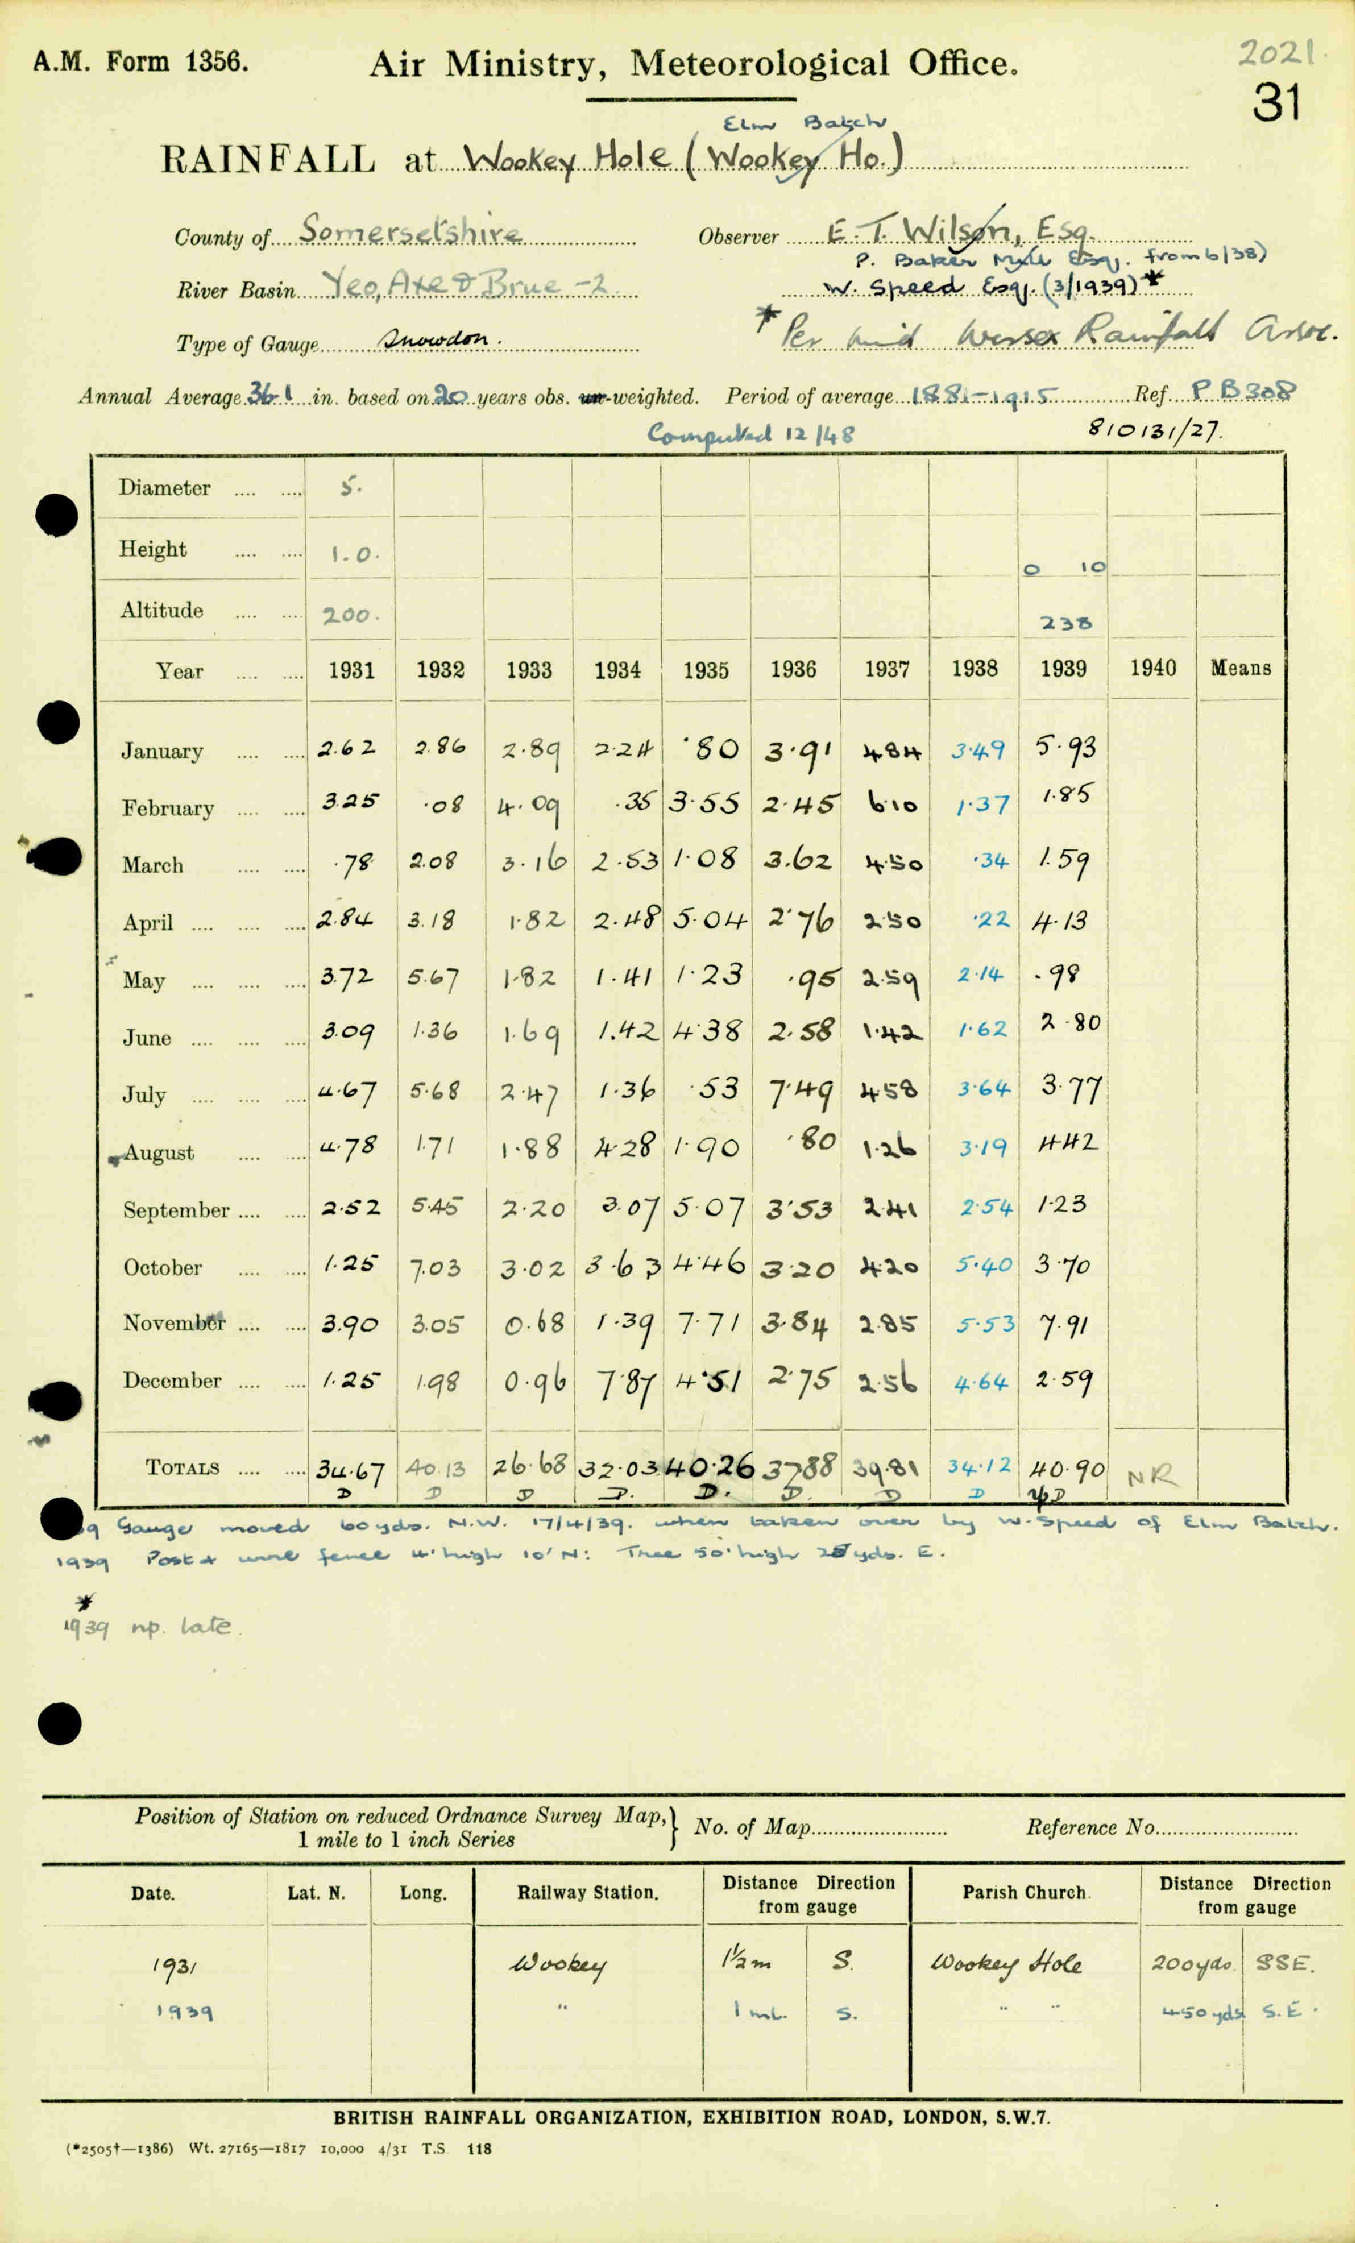 A.M. Form 1356. Air Ministry, Meteorological Office. 2021.
31
Elm Batch
RAINFALL at Wookey Hole (Wookey Ho.)
County of Somersetshire Observer E. T. Wilson, Esq.
P. Baker Esq. from 6/38)
River Basin Yeo, Axe & Brue -2 W. Speed Esq. (3/1939)*
Type of Gauge Snowdon. * Per Mid Wessex Rainfall Assoc.
Annual Average 36.1 in. based on 20 years obs. un-weighted. Period of average 1881-1915 Ref. P B308
Computed 12/48 810131/27.
Diameter 5.
Height 1.0. 0 10
Altitude 200. 238
Year 1931 1932 1933 1934 1935 1936 1937 1938 1939 1940 Means
January 2.62 2.86 2.89 2.24 .80 3.91 4.84 3.49 5.93
February 3.25 .08 4.09 .35 3.55 2.45 6.10 1.37 1.85
March .78 2.08 3.16 2.53 1.08 3.62 4.50 .34 1.59
April 2.84 3.18 1.82 2.48 5.04 2.76 2.50 .22 4.13
May 3.72 5.67 1.82 1.41 1.23 .95 2.59 2.14 .98
June 3.09 1.36 1.69 1.42 4.38 2.58 1.42 1.62 2.80
July 4.67 5.68 2.47 1.36 .53 7.49 4.58 3.64 3.77
August 4.78 1.71 1.88 4.28 1.90 .80 1.26 3.19 4.42
September 2.52 5.45 2.20 3.07 5.07 3.53 2.41 2.54 1.23
October 1.25 7.03 3.02 3.63 4.46 3.20 4.20 5.40 3.70
November 3.90 3.05 0.68 1.39 7.71 3.84 2.85 5.53 7.91
December 1.25 1.98 0.96 7.87 4.51 2.75 2.56 4.64 2.59
TOTALS 34.67 40.13 26.68 32.03 40.26 37.88 39.81 34.12 40.90 NR
D D D D. D. D. D D D
Gauge moved 60yds. N.W. 17/4/39. when taken over by W. Speed of Elm Batch.
1939 Post & wire fence 4' high 10' N: Tree 50' high 25yds. E.
*
1939 np. late.
Position of Station on reduced Ordnance Survey Map,} No. of Map Reference No.
1 mile to 1 inch Series
Date. Lat. N. Long. Railway Station. Distance Direction from gauge Parish Church. Distance Direction from gauge
1931 Wookey 1½m S. Wookey Hole 200yds. SSE.
1939 " 1 ml. S. " " 450yds S.E.
BRITISH RAINFALL ORGANIZATION, EXHIBITION ROAD, LONDON, S.W.7.
(*2505†—1386) Wt. 27165—1817 10,000 4/31 T.S. 118